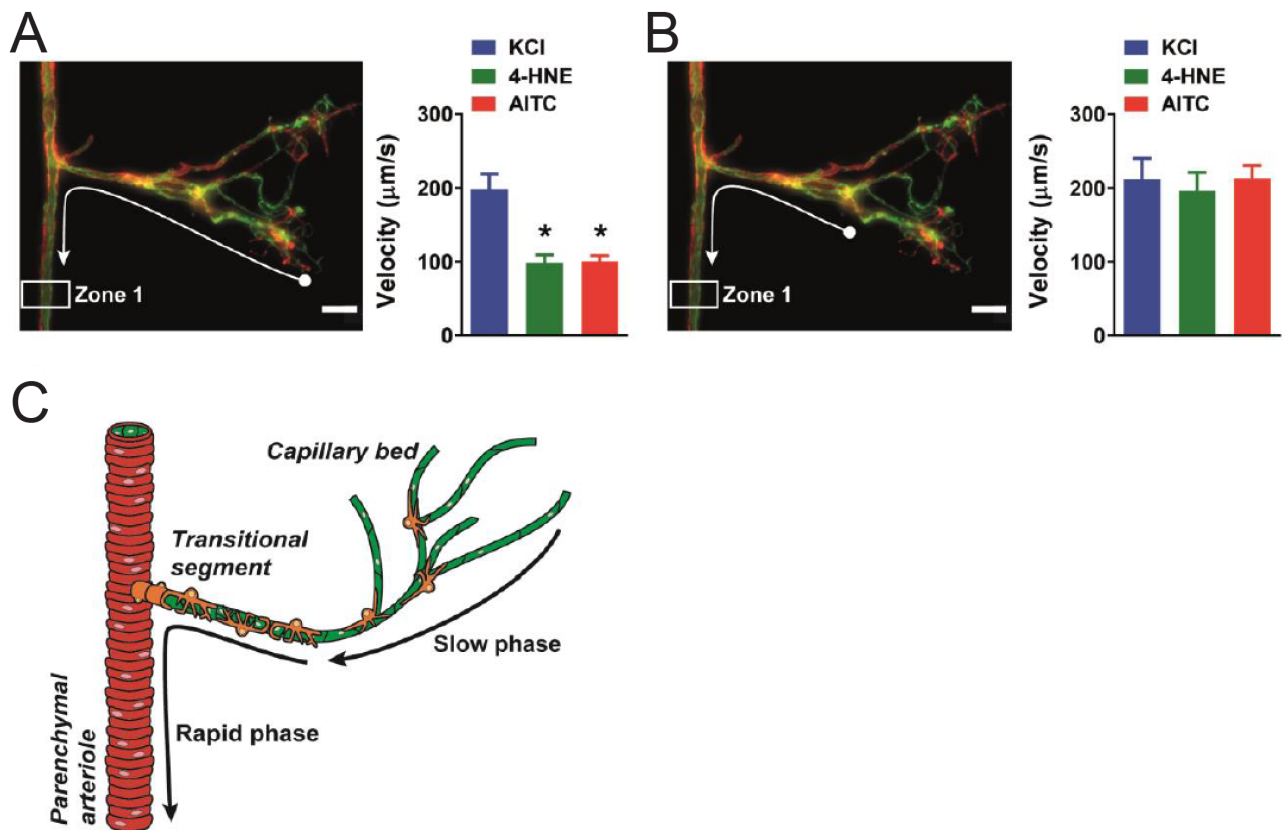 A
KCl
4-HNE
AITC
Velocity (μm/s)
300
200
100
0
*
*
Zone 1
B
KCl
4-HNE
AITC
Velocity (μm/s)
300
200
100
0
Zone 1
C
Capillary bed
Transitional
segment
Slow phase
Rapid phase
Parenchymal
arteriole